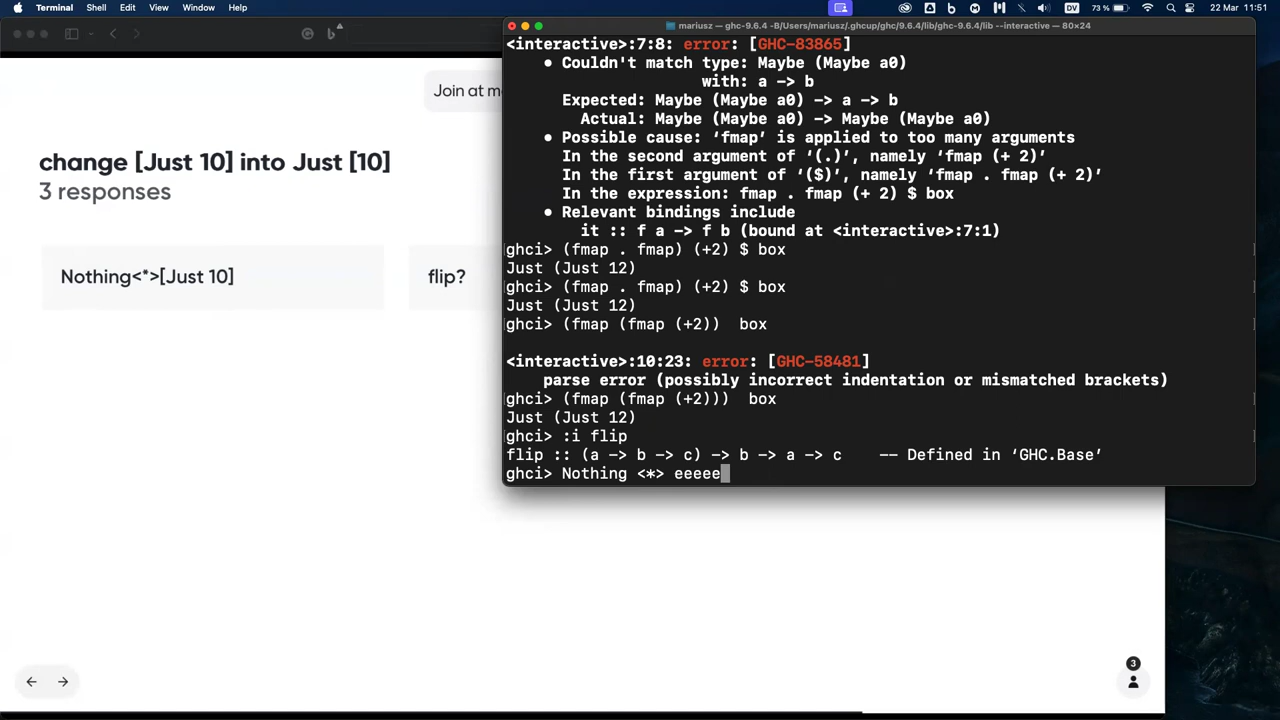 Terminal Shell Edit View Window Help
DV 73 % 22 Mar 11:51
mariusz — ghc-9.6.4 -B/Users/mariusz/.ghcup/ghc/9.6.4/lib/ghc-9.6.4/lib --interactive — 80×24
Join at m
change [Just 10] into Just [10]
3 responses
Nothing<*>[Just 10]
flip?
<interactive>:7:8: error: [GHC-83865]
• Couldn't match type: Maybe (Maybe a0)
with: a -> b
Expected: Maybe (Maybe a0) -> a -> b
Actual: Maybe (Maybe a0) -> Maybe (Maybe a0)
• Possible cause: ‘fmap’ is applied to too many arguments
In the second argument of ‘(.)’, namely ‘fmap (+ 2)’
In the first argument of ‘($)’, namely ‘fmap . fmap (+ 2)’
In the expression: fmap . fmap (+ 2) $ box
• Relevant bindings include
it :: f a -> f b (bound at <interactive>:7:1)
ghci> (fmap . fmap) (+2) $ box
Just (Just 12)
ghci> (fmap . fmap) (+2) $ box
Just (Just 12)
ghci> (fmap (fmap (+2))  box
<interactive>:10:23: error: [GHC-58481]
parse error (possibly incorrect indentation or mismatched brackets)
ghci> (fmap (fmap (+2)))  box
Just (Just 12)
ghci> :i flip
flip :: (a -> b -> c) -> b -> a -> c    -- Defined in ‘GHC.Base’
ghci> Nothing <*> eeeee
3